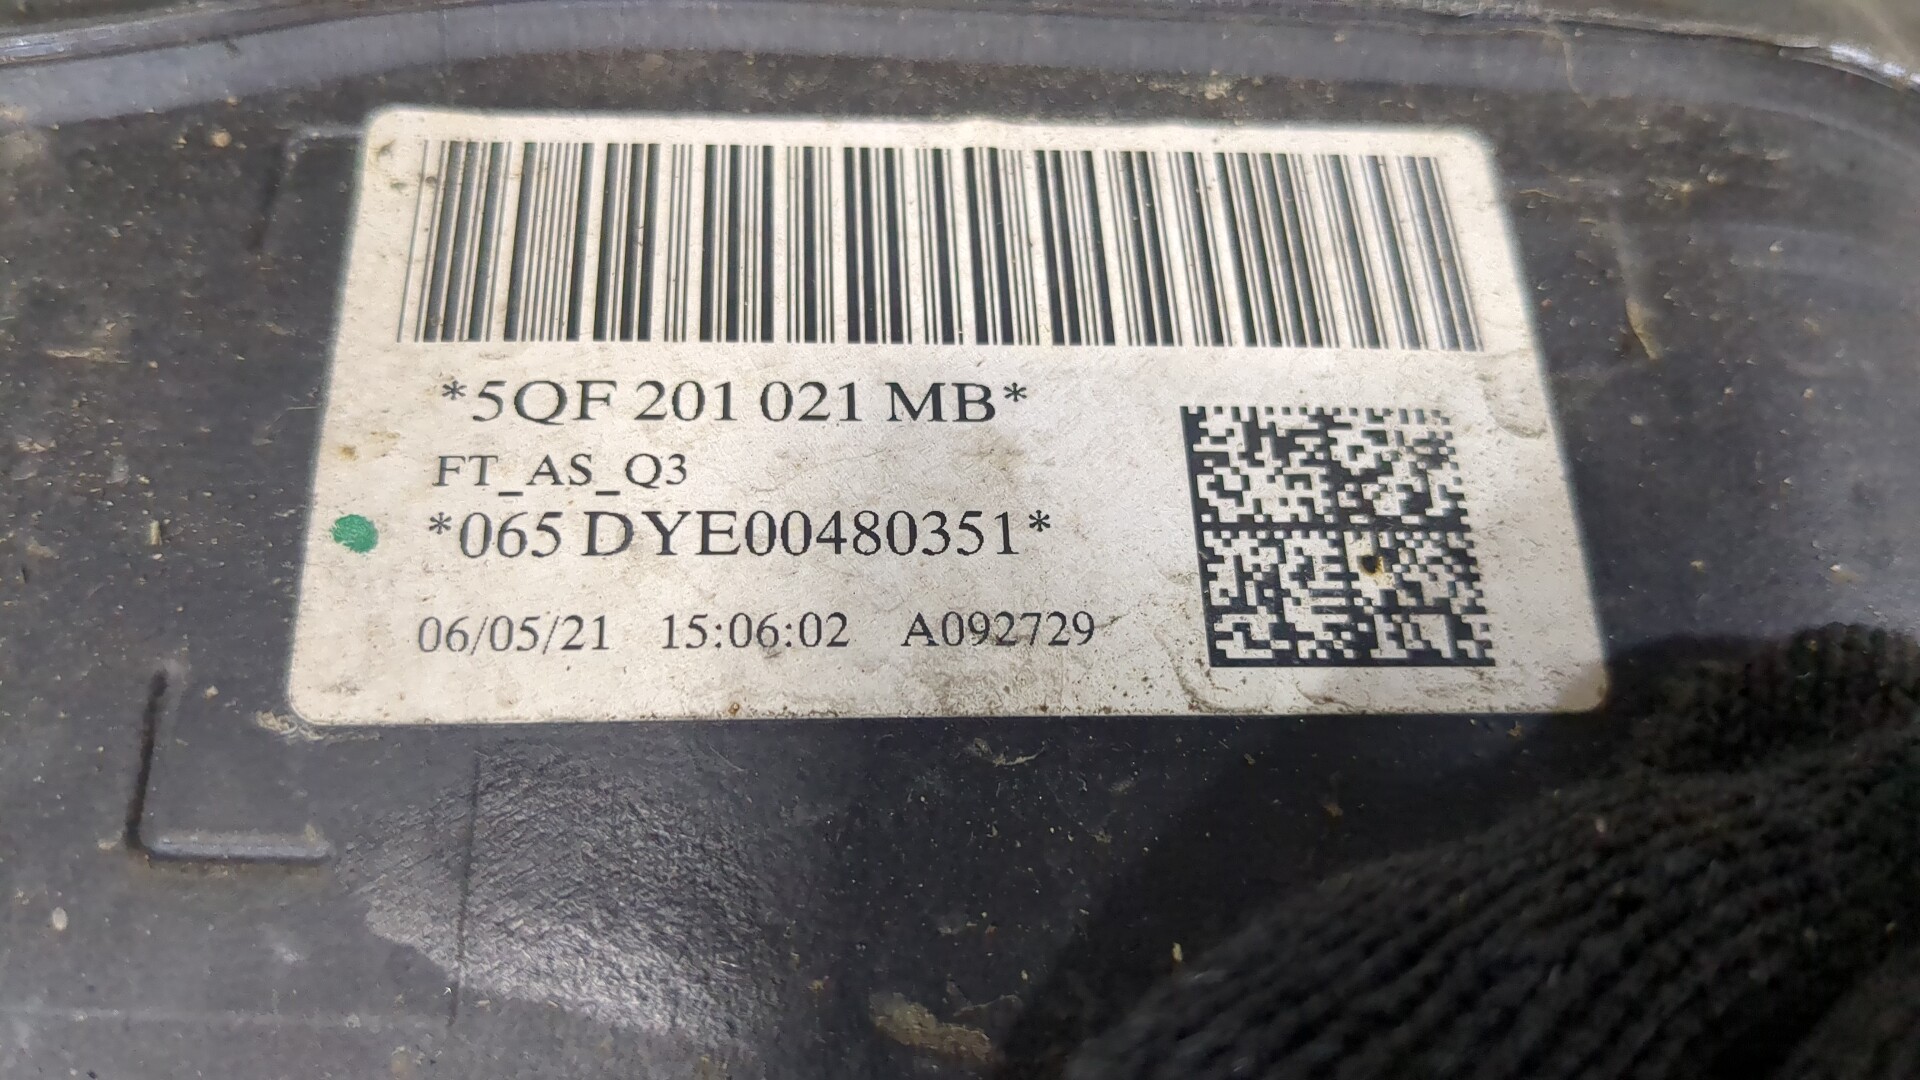 *5QF 201 021 MB*
FT_AS_Q3
*065 DYE00480351*
06/05/21 15:06:02 A092729